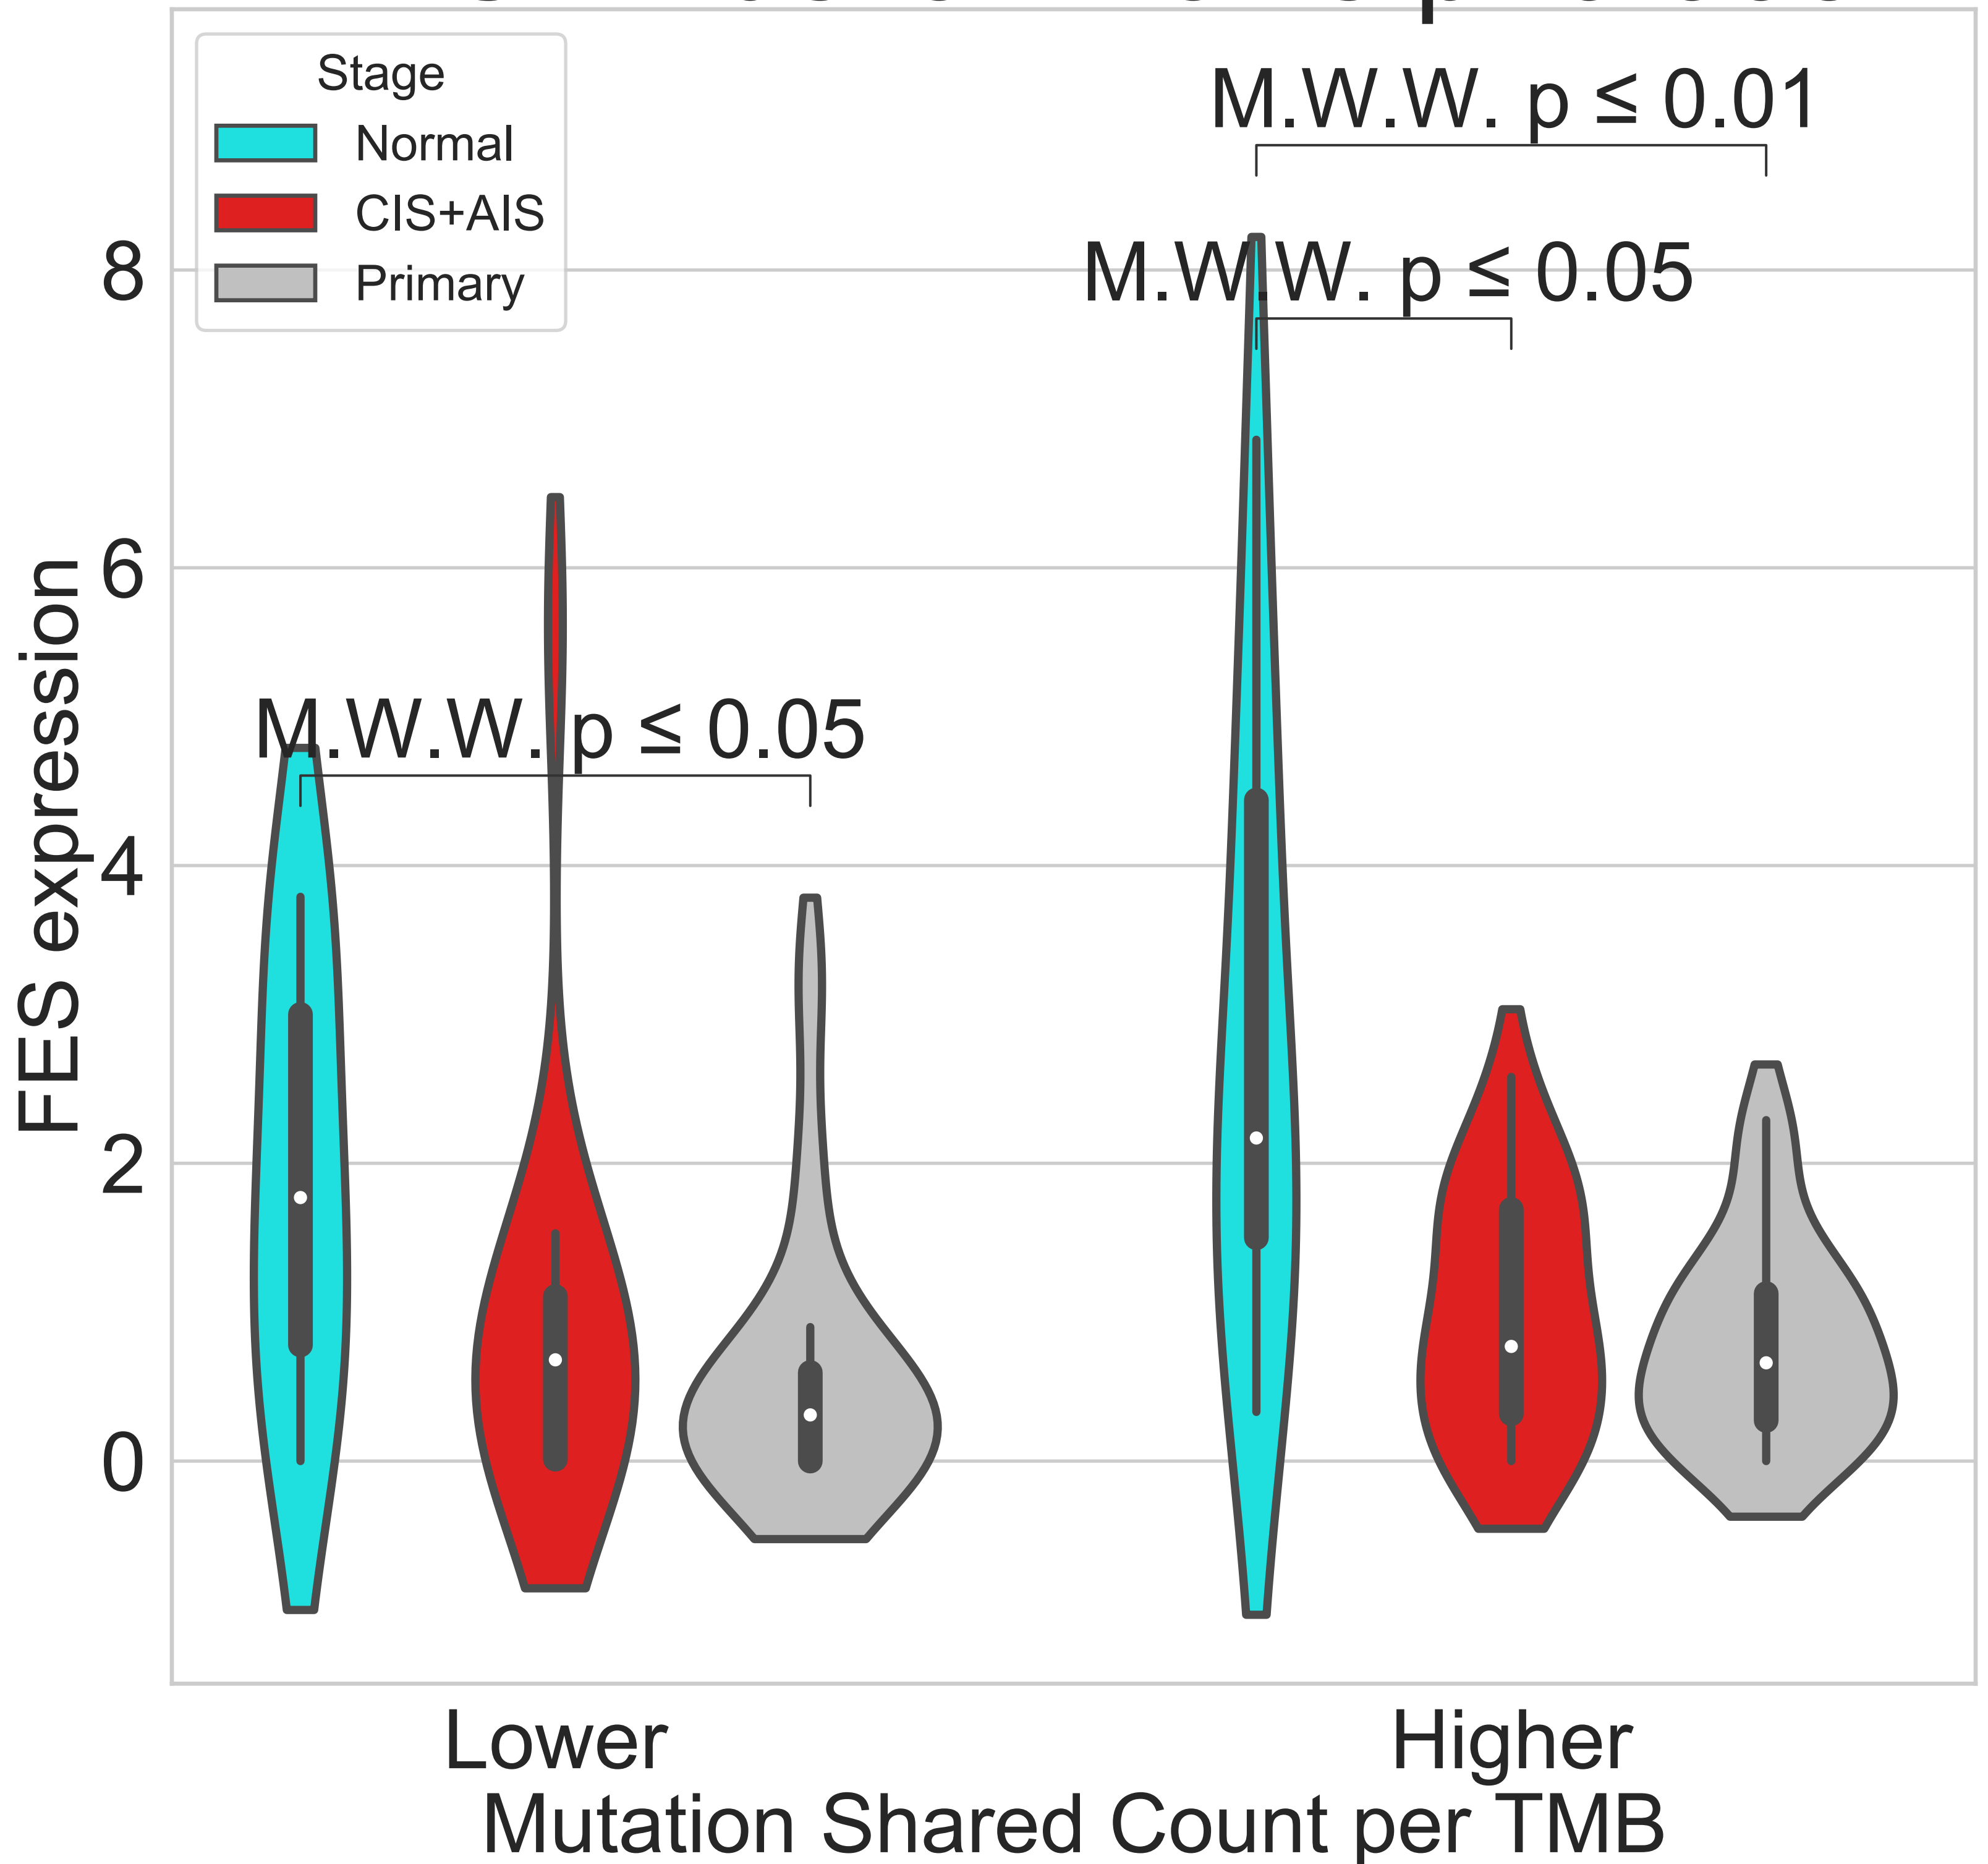 Stage
Normal
CIS+AIS
Primary
M.W.W. p ≤ 0.01
M.W.W. p ≤ 0.05
M.W.W. p ≤ 0.05
8
6
4
2
0
FES expression
Lower
Higher
Mutation Shared Count per TMB